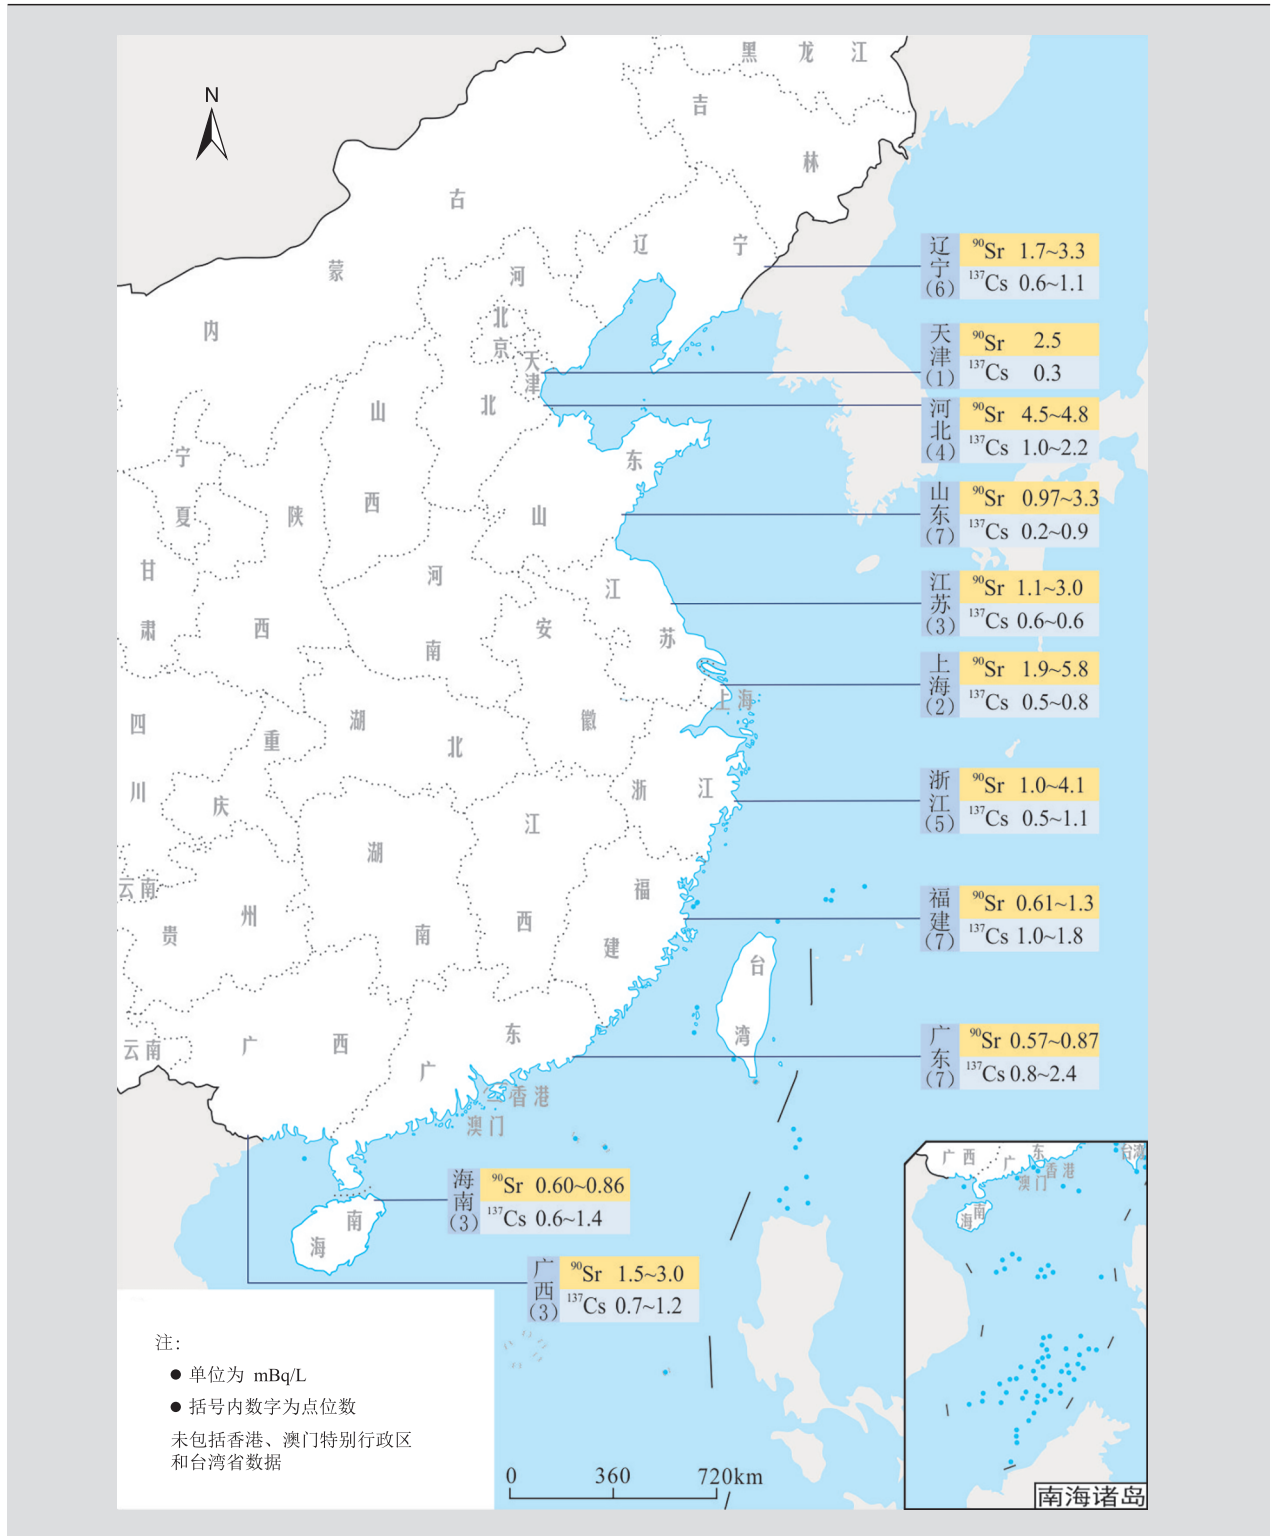 N
黑 龙 江
吉
林
古
辽 宁
蒙
河
内
北
京
天
津
山
北
宁
东
夏
陕
西
山
甘
河
江
肃
西
安
南
苏
上海
四
重
湖
徽
北
川
庆
浙 江
江
湖
云南
福
州
贵
南
西
建
台
湾
云南
广 西
东
广
香港
澳门
南
海
辽宁(6)
90Sr 1.7~3.3
137Cs 0.6~1.1
天津(1)
90Sr 2.5
137Cs 0.3
河北(4)
90Sr 4.5~4.8
137Cs 1.0~2.2
山东(7)
90Sr 0.97~3.3
137Cs 0.2~0.9
江苏(3)
90Sr 1.1~3.0
137Cs 0.6~0.6
上海(2)
90Sr 1.9~5.8
137Cs 0.5~0.8
浙江(5)
90Sr 1.0~4.1
137Cs 0.5~1.1
福建(7)
90Sr 0.61~1.3
137Cs 1.0~1.8
广东(7)
90Sr 0.57~0.87
137Cs 0.8~2.4
海南(3)
90Sr 0.60~0.86
137Cs 0.6~1.4
广西(3)
90Sr 1.5~3.0
137Cs 0.7~1.2
注:
● 单位为 mBq/L
● 括号内数字为点位数
未包括香港、澳门特别行政区
和台湾省数据
0 360 720km
广 西
广
东
香港
澳门
台湾
海
南
南海诸岛